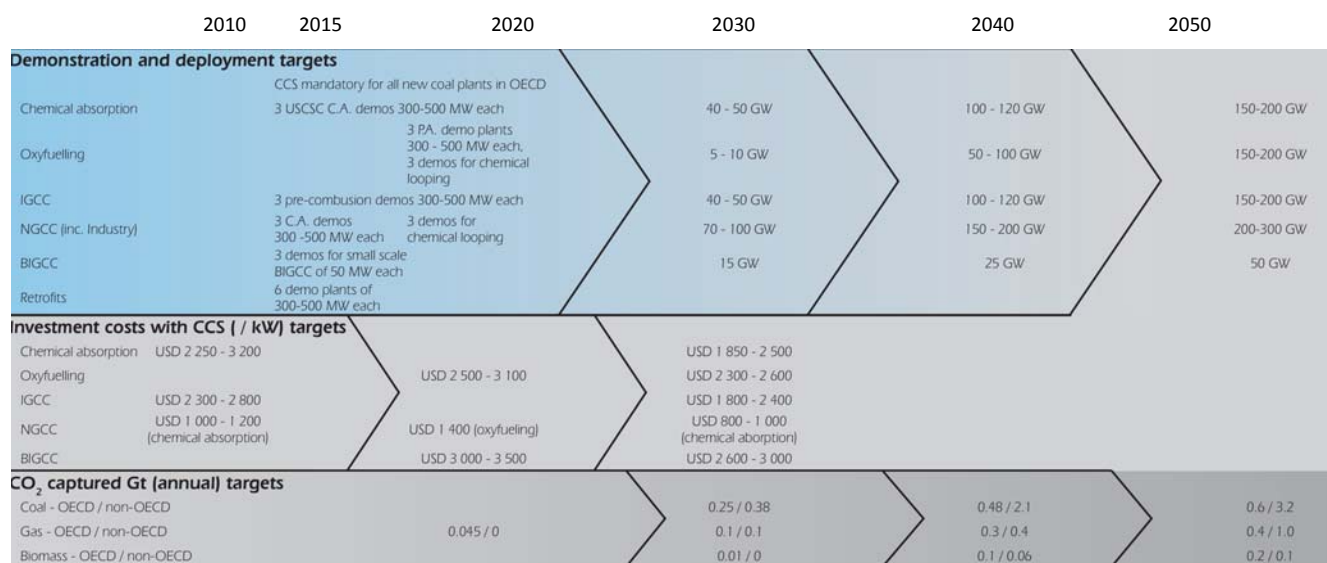 2010 2015 2020 2030 2040 2050
Demonstration and deployment targets
CCS mandatory for all new coal plants in OECD
Chemical absorption 3 USCSC C.A. demos 300-500 MW each 40 - 50 GW 100 - 120 GW 150-200 GW
3 P.A. demo plants
300 - 500 MW each,
Oxyfuelling 3 demos for chemical 5 - 10 GW 50 - 100 GW 150-200 GW
looping
IGCC 3 pre-combusion demos 300-500 MW each 40 - 50 GW 100 - 120 GW 150-200 GW
NGCC (inc. Industry) 3 C.A. demos 3 demos for 70 - 100 GW 150 - 200 GW 200-300 GW
300 -500 MW each chemical looping
BIGCC 3 demos for small scale 15 GW 25 GW 50 GW
BIGCC of 50 MW each
Retrofits 6 demo plants of
300-500 MW each
Investment costs with CCS ( / kW) targets
Chemical absorption USD 2 250 - 3 200 USD 1 850 - 2 500
Oxyfuelling USD 2 500 - 3 100 USD 2 300 - 2 600
IGCC USD 2 300 - 2 800 USD 1 800 - 2 400
NGCC USD 1 000 - 1 200 USD 1 400 (oxyfueling) USD 800 - 1 000
(chemical absorption) (chemical aborption)
BIGCC USD 3 000 - 3 500 USD 2 600 - 3 000
CO2 captured Gt (annual) targets
Coal - OECD / non-OECD 0.25 / 0.38 0.48 / 2.1 0.6 / 3.2
Gas - OECD / non-OECD 0.045 / 0 0.1 / 0.1 0.3 / 0.4 0.4 / 1.0
Biomass - OECD / non-OECD 0.01 / 0 0.1 / 0.06 0.2 / 0.1